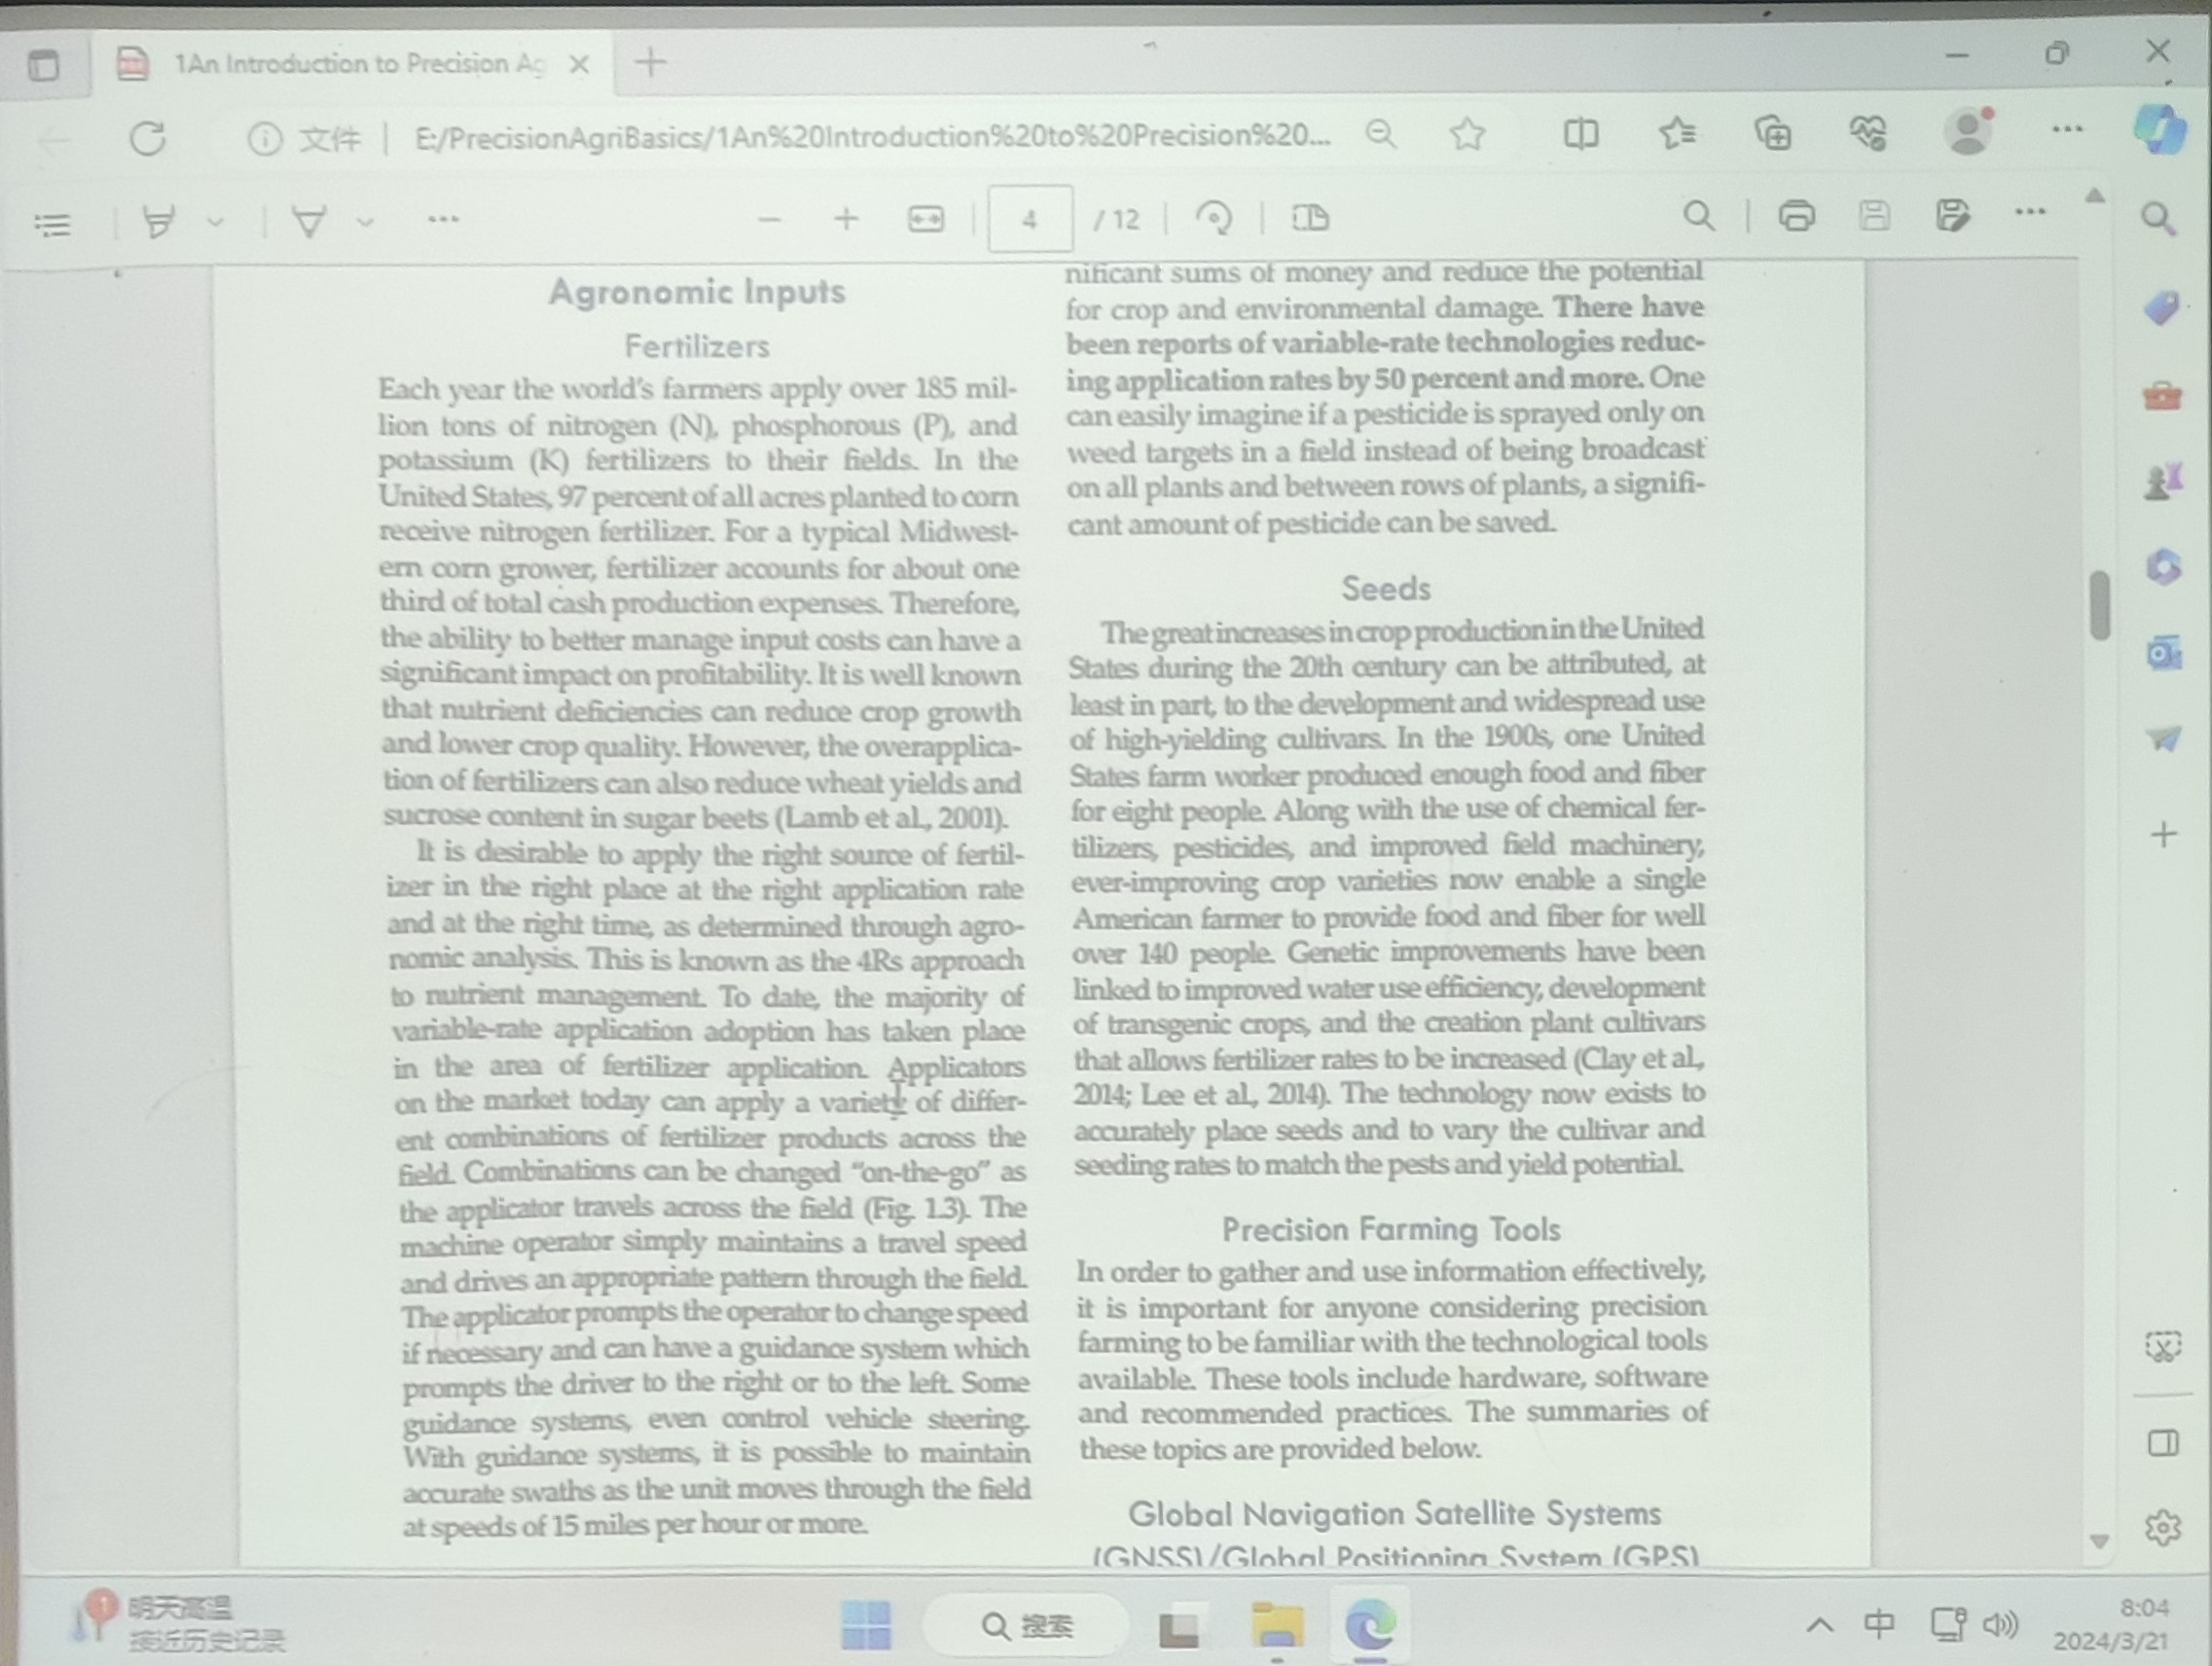 1An Introduction to Precision Ag
文件
E:/PrecisionAgriBasics/1An%20Introduction%20to%20Precision%20...
4 / 12
Agronomic Inputs
Fertilizers
Each year the world's farmers apply over 185 mil-
lion tons of nitrogen (N), phosphorous (P), and
potassium (K) fertilizers to their fields. In the
United States, 97 percent of all acres planted to corn
receive nitrogen fertilizer. For a typical Midwest-
ern corn grower, fertilizer accounts for about one
third of total cash production expenses. Therefore,
the ability to better manage input costs can have a
significant impact on profitability. It is well known
that nutrient deficiencies can reduce crop growth
and lower crop quality. However, the overapplica-
tion of fertilizers can also reduce wheat yields and
sucrose content in sugar beets (Lamb et al., 2001).
It is desirable to apply the right source of fertil-
izer in the right place at the right application rate
and at the right time, as determined through agro-
nomic analysis. This is known as the 4Rs approach
to nutrient management. To date, the majority of
variable-rate application adoption has taken place
in the area of fertilizer application. Applicators
on the market today can apply a variety of differ-
ent combinations of fertilizer products across the
field. Combinations can be changed "on-the-go" as
the applicator travels across the field (Fig. 1.3). The
machine operator simply maintains a travel speed
and drives an appropriate pattern through the field.
The applicator prompts the operator to change speed
if necessary and can have a guidance system which
prompts the driver to the right or to the left. Some
guidance systems, even control vehicle steering.
With guidance systems, it is possible to maintain
accurate swaths as the unit moves through the field
at speeds of 15 miles per hour or more.
nificant sums of money and reduce the potential
for crop and environmental damage. There have
been reports of variable-rate technologies reduc-
ing application rates by 50 percent and more. One
can easily imagine if a pesticide is sprayed only on
weed targets in a field instead of being broadcast
on all plants and between rows of plants, a signifi-
cant amount of pesticide can be saved.
Seeds
The great increases in crop production in the United
States during the 20th century can be attributed, at
least in part, to the development and widespread use
of high-yielding cultivars. In the 1900s, one United
States farm worker produced enough food and fiber
for eight people. Along with the use of chemical fer-
tilizers, pesticides, and improved field machinery,
ever-improving crop varieties now enable a single
American farmer to provide food and fiber for well
over 140 people. Genetic improvements have been
linked to improved water use efficiency, development
of transgenic crops, and the creation plant cultivars
that allows fertilizer rates to be increased (Clay et al.,
2014; Lee et al., 2014). The technology now exists to
accurately place seeds and to vary the cultivar and
seeding rates to match the pests and yield potential.
Precision Farming Tools
In order to gather and use information effectively,
it is important for anyone considering precision
farming to be familiar with the technological tools
available. These tools include hardware, software
and recommended practices. The summaries of
these topics are provided below.
Global Navigation Satellite Systems
(GNSS)/Global Positioning System (GPS)
1
明天高温
接近历史记录
搜索
中
8:04
2024/3/21